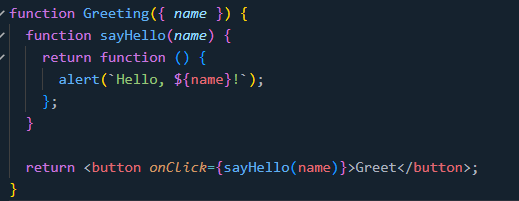 function Greeting({ name }) {
  function sayHello(name) {
    return function () {
      alert(`Hello, ${name}!`);
    };
  }

  return <button onClick={sayHello(name)}>Greet</button>;
}